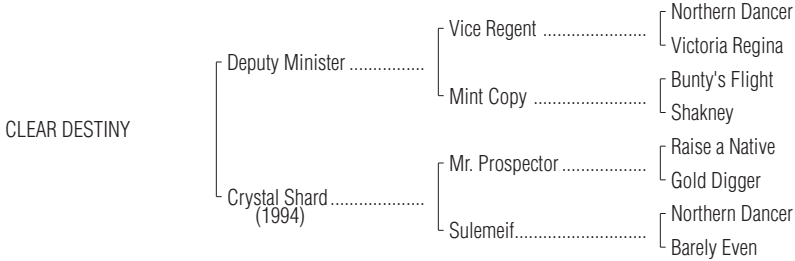 Northern Dancer
Vice Regent ......................
Victoria Regina
Deputy Minister ................
Bunty's Flight
Mint Copy ........................
Shakney
CLEAR DESTINY
Raise a Native
Mr. Prospector ..................
Gold Digger
Crystal Shard....................
(1994)
Northern Dancer
Sulemeif............................
Barely Even